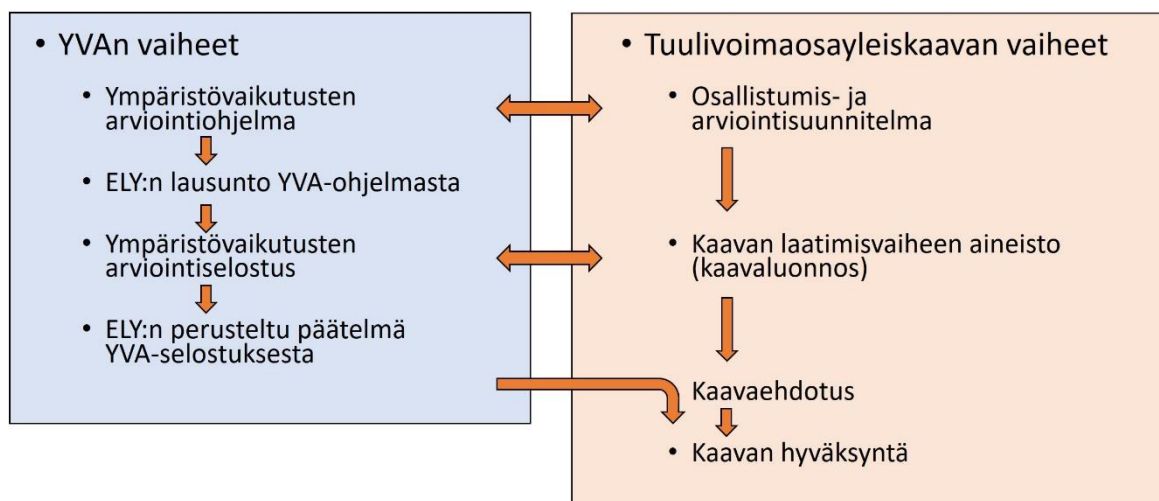 • YVAn vaiheet
• Ympäristövaikutusten
arviointiohjelma
• ELY:n lausunto YVA-ohjelmasta
• Ympäristövaikutusten
arviointiselostus
• ELY:n perusteltu päätelmä
YVA-selostuksesta
• Tuulivoimaosayleiskaavan vaiheet
• Osallistumis- ja
arviointisuunnitelma
• Kaavan laatimisvaiheen aineisto
(kaavaluonnos)
Kaavaehdotus
• Kaavan hyväksyntä